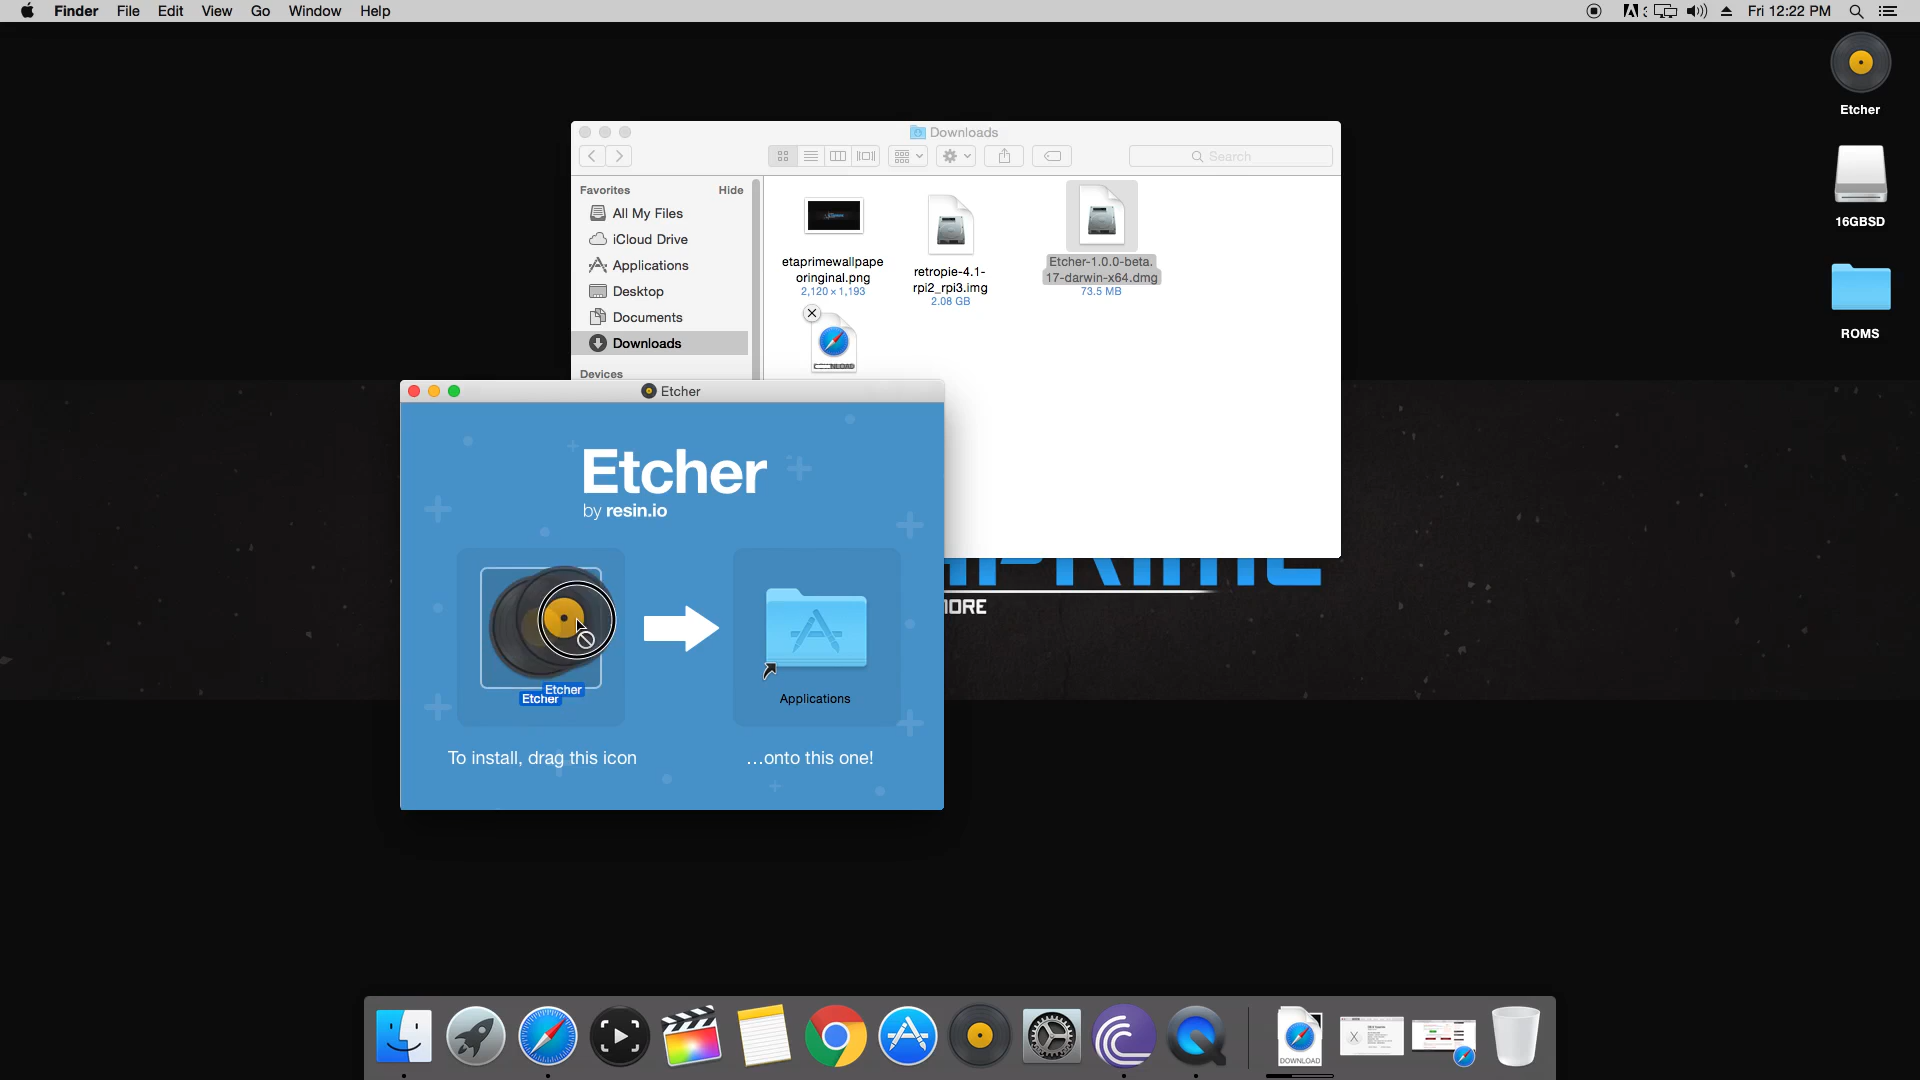 Finder File Edit View Go Window Help
Fri 12:22 PM
Etcher
16GBSD
ROMS
Downloads
Search
Favorites Hide
All My Files
iCloud Drive
Applications
Desktop
Documents
Downloads
Devices
etaprimewallpape
oringinal.png
2,120 × 1,193
retropie-4.1-
rpi2_rpi3.img
2.08 GB
Etcher-1.0.0-beta.
17-darwin-x64.dmg
73.5 MB
Etcher
Etcher
by resin.io
Etcher
Etcher
Applications
To install, drag this icon
...onto this one!
PRIME
MORE
DOWNLOAD